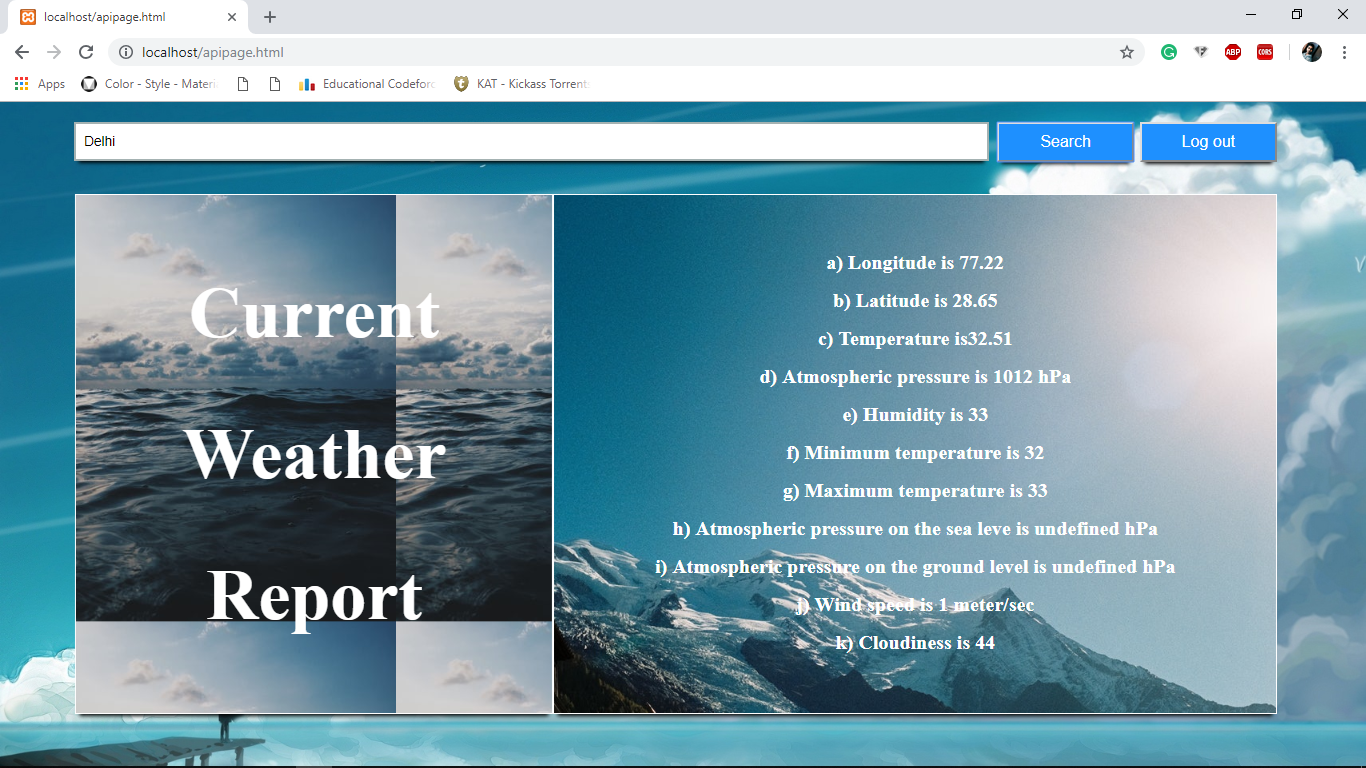 localhost/apipage.html
localhost/apipage.html
Apps
Color - Style - Materi
Educational Codeforc
KAT - Kickass Torrents
Delhi
Search
Log out
Current
Weather
Report
a) Longitude is 77.22
b) Latitude is 28.65
c) Temperature is32.51
d) Atmospheric pressure is 1012 hPa
e) Humidity is 33
f) Minimum temperature is 32
g) Maximum temperature is 33
h) Atmospheric pressure on the sea leve is undefined hPa
i) Atmospheric pressure on the ground level is undefined hPa
j) Wind speed is 1 meter/sec
k) Cloudiness is 44
ABP
CORS